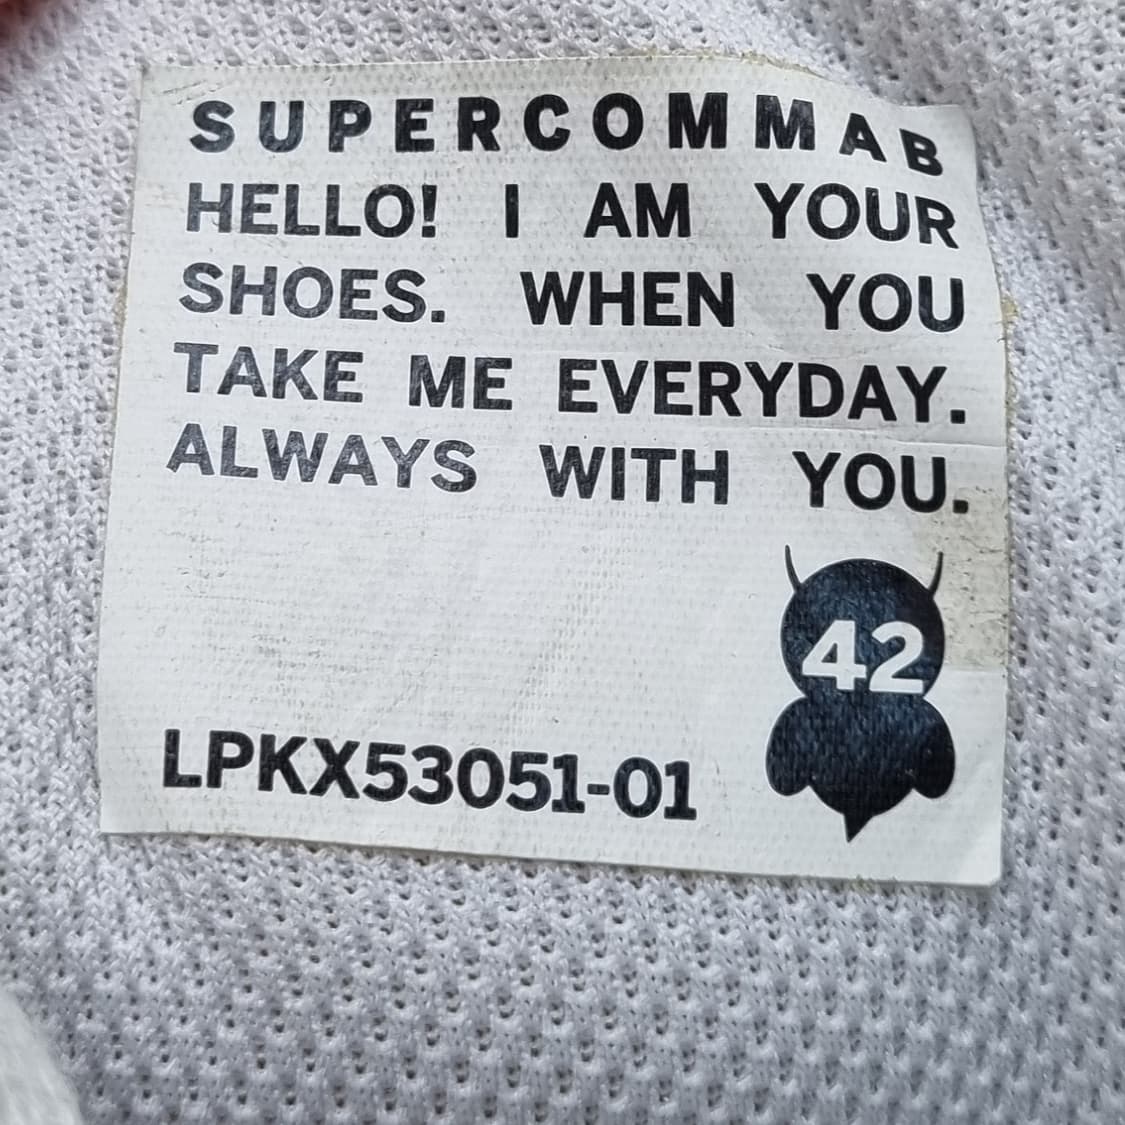 SUPERCOMMAB
HELLO! I AM YOUR
SHOES. WHEN YOU
TAKE ME EVERYDAY.
ALWAYS WITH YOU.
42
LPKX53051-01